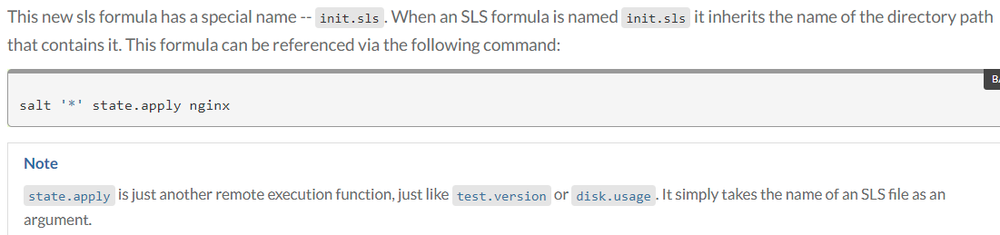 This new sls formula has a special name -- init.sls . When an SLS formula is named init.sls it inherits the name of the directory path
that contains it. This formula can be referenced via the following command:
salt '*' state.apply nginx
Note
state.apply is just another remote execution function, just like test.version or disk.usage . It simply takes the name of an SLS file as an
argument.